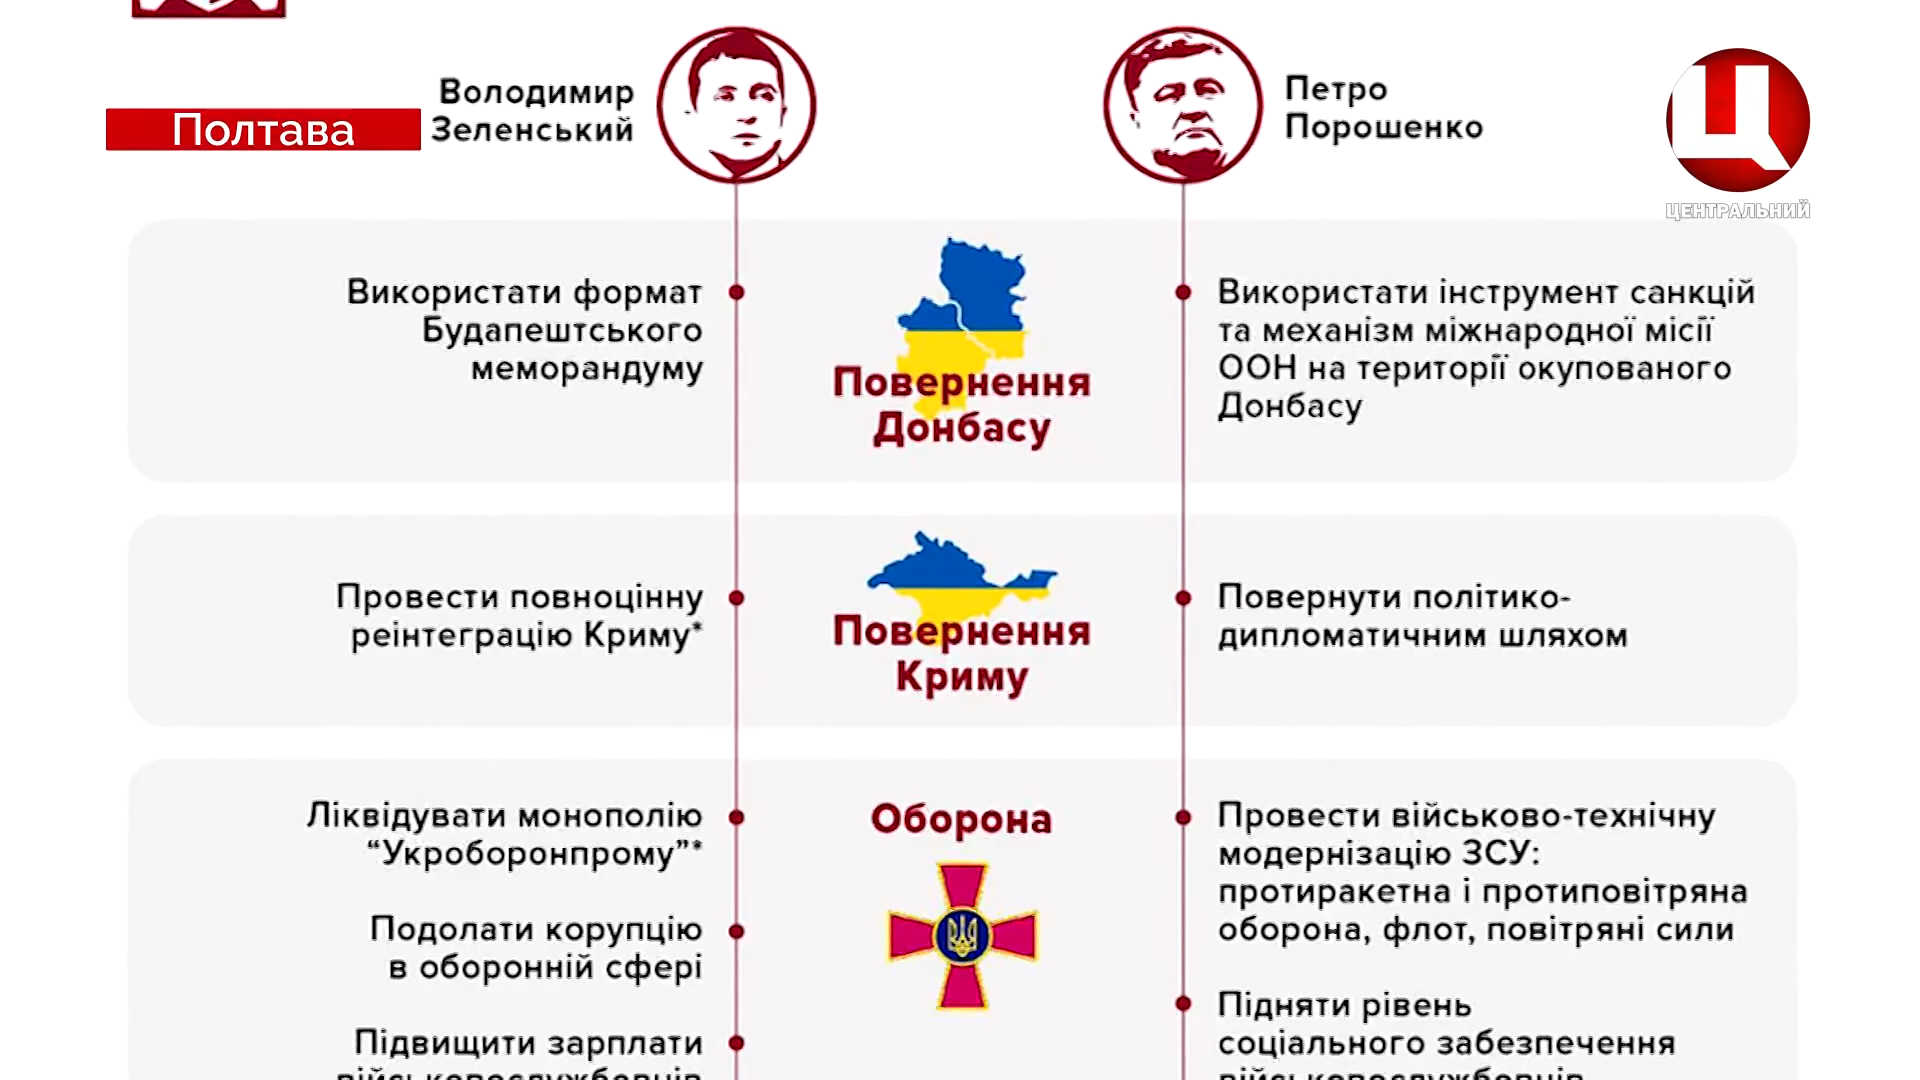 Володимир
Зеленський
Петро
Порошенко
Полтава
Ц
ЦЕНТРАЛЬНИЙ
Використати формат
Будапештського
меморандуму
Повернення
Донбасу
Використати інструмент санкцій
та механізм міжнародної місії
ООН на території окупованого
Донбасу
Провести повноцінну
реінтеграцію Криму*
Повернення
Криму
Повернути політико-
дипломатичним шляхом
Ліквідувати монополію
“Укроборонпрому”*
Подолати корупцію
в оборонній сфері
Підвищити зарплати
військовослужбовців
Оборона
Провести військово-технічну
модернізацію ЗСУ:
протиракетна і протиповітряна
оборона, флот, повітряні сили
Підняти рівень
соціального забезпечення
військовослужбовців